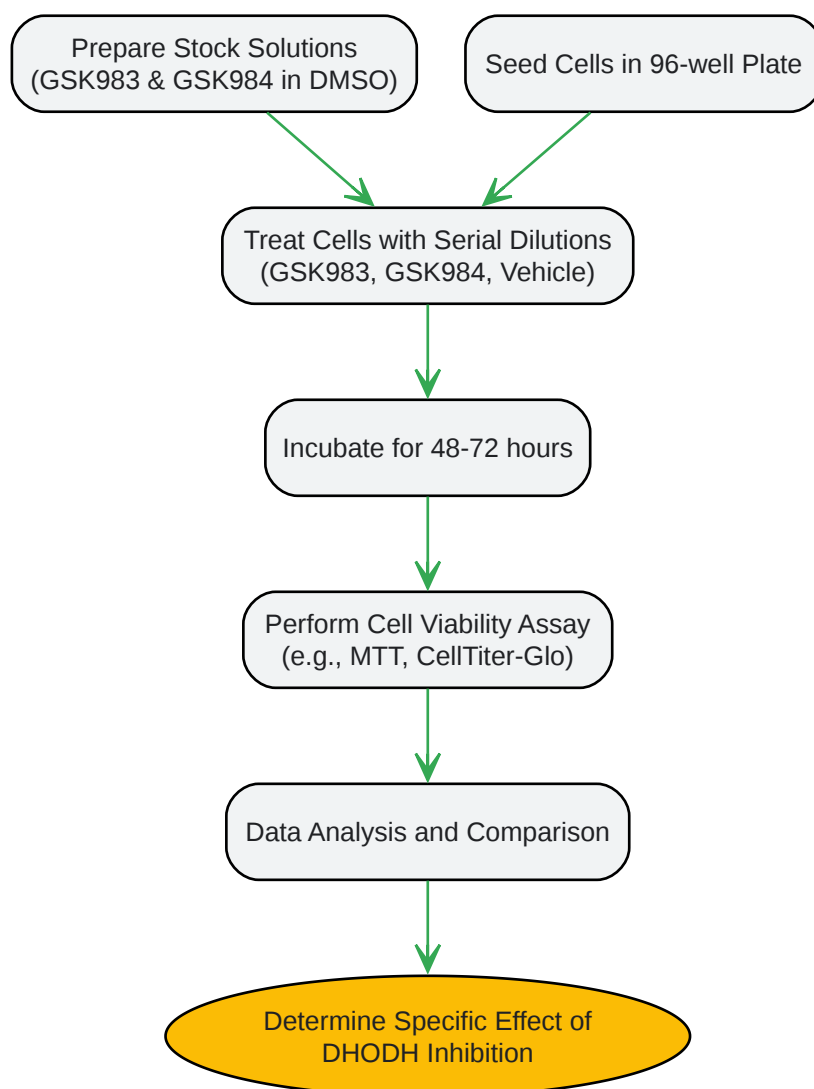 Prepare Stock Solutions
(GSK983 & GSK984 in DMSO)
Seed Cells in 96-well Plate
Treat Cells with Serial Dilutions
(GSK983, GSK984, Vehicle)
Incubate for 48-72 hours
Perform Cell Viability Assay
(e.g., MTT, CellTiter-Glo)
Data Analysis and Comparison
Determine Specific Effect of
DHODH Inhibition